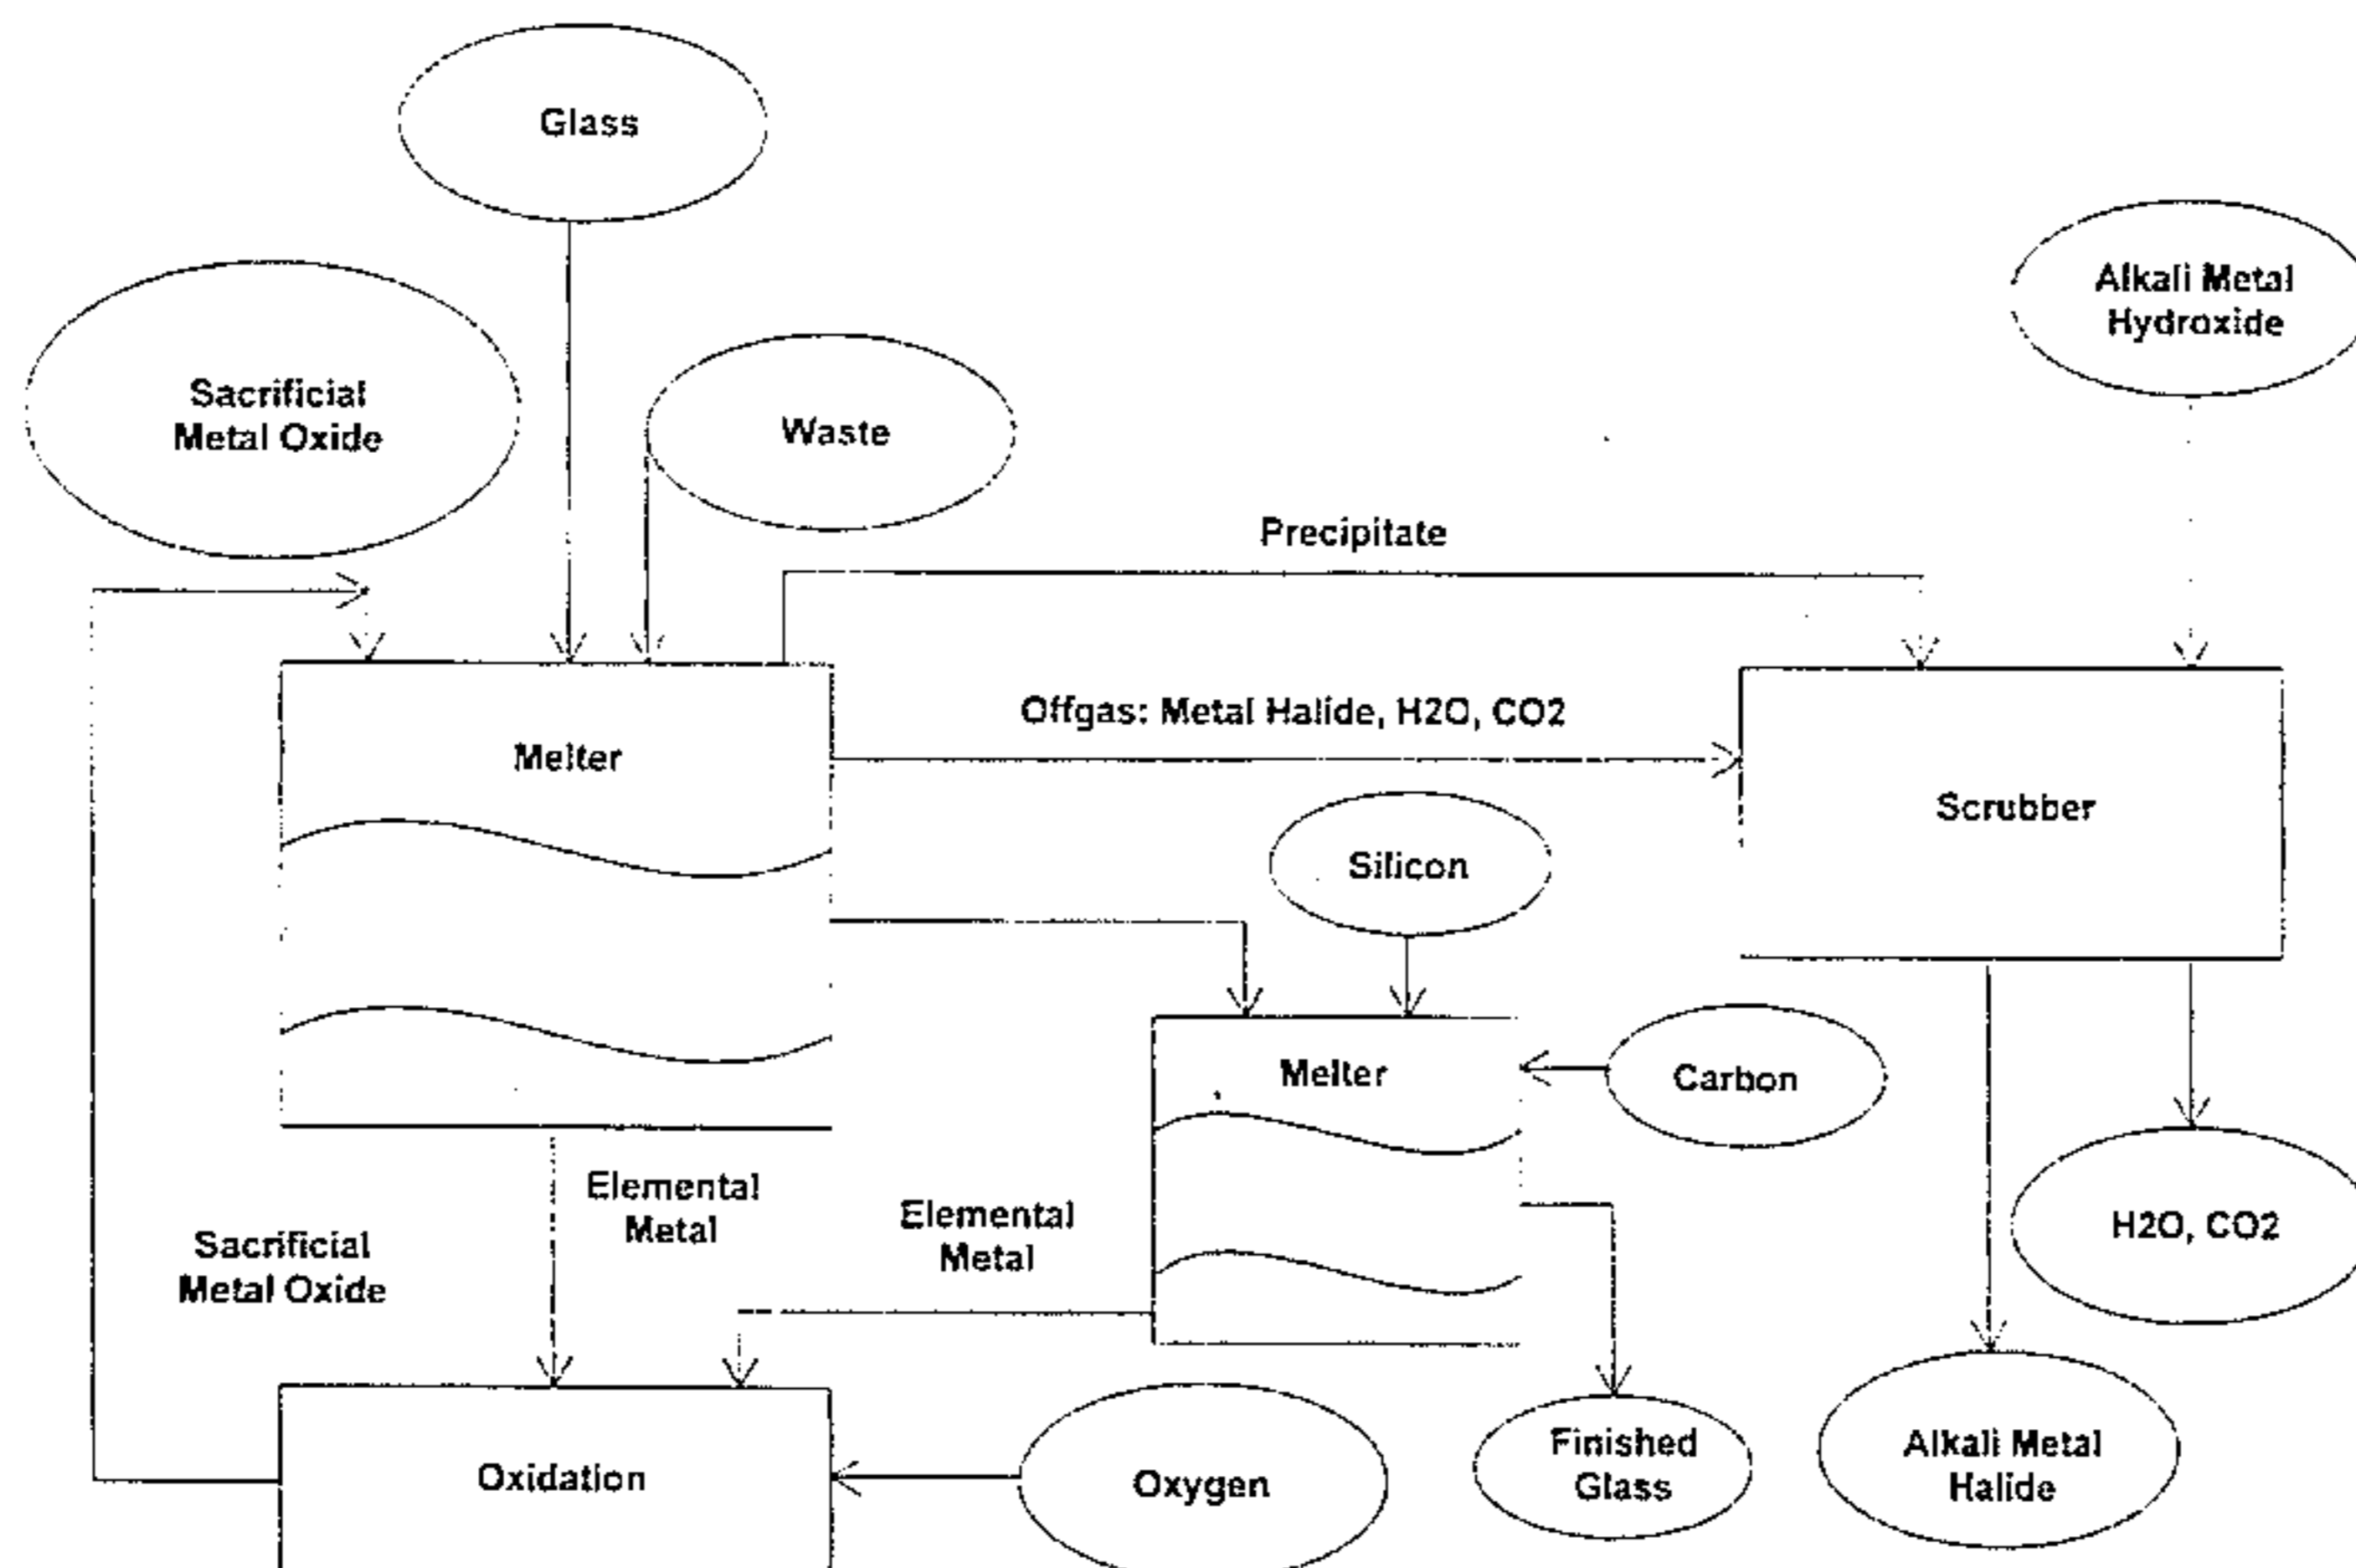 Glass
Alkali Metal
Hydroxide
Sacrificial
Metal Oxide
Waste
Precipitate
Offgas: Metal Halide, H2O, CO2
Melter
Scrubber
Silicon
Melter
Carbon
Elemental
Metal
Elemental
Metal
H2O, CO2
Sacrificial
Metal Oxide
Finished
Glass
Alkali Metal
Halide
Oxidation
Oxygen